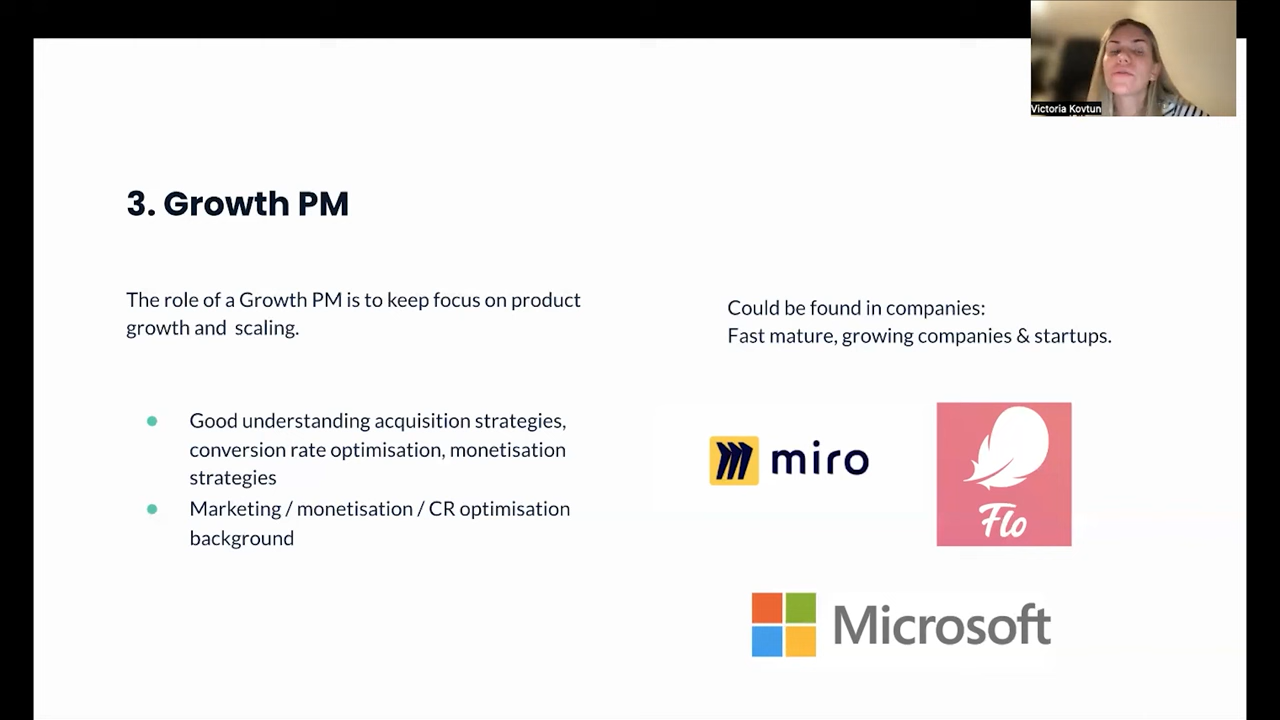 Victoria Kovtun
3. Growth PM
The role of a Growth PM is to keep focus on product
growth and scaling.
Good understanding acquisition strategies,
conversion rate optimisation, monetisation
strategies
Marketing / monetisation / CR optimisation
background
Could be found in companies:
Fast mature, growing companies & startups.
miro
Flo
Microsoft